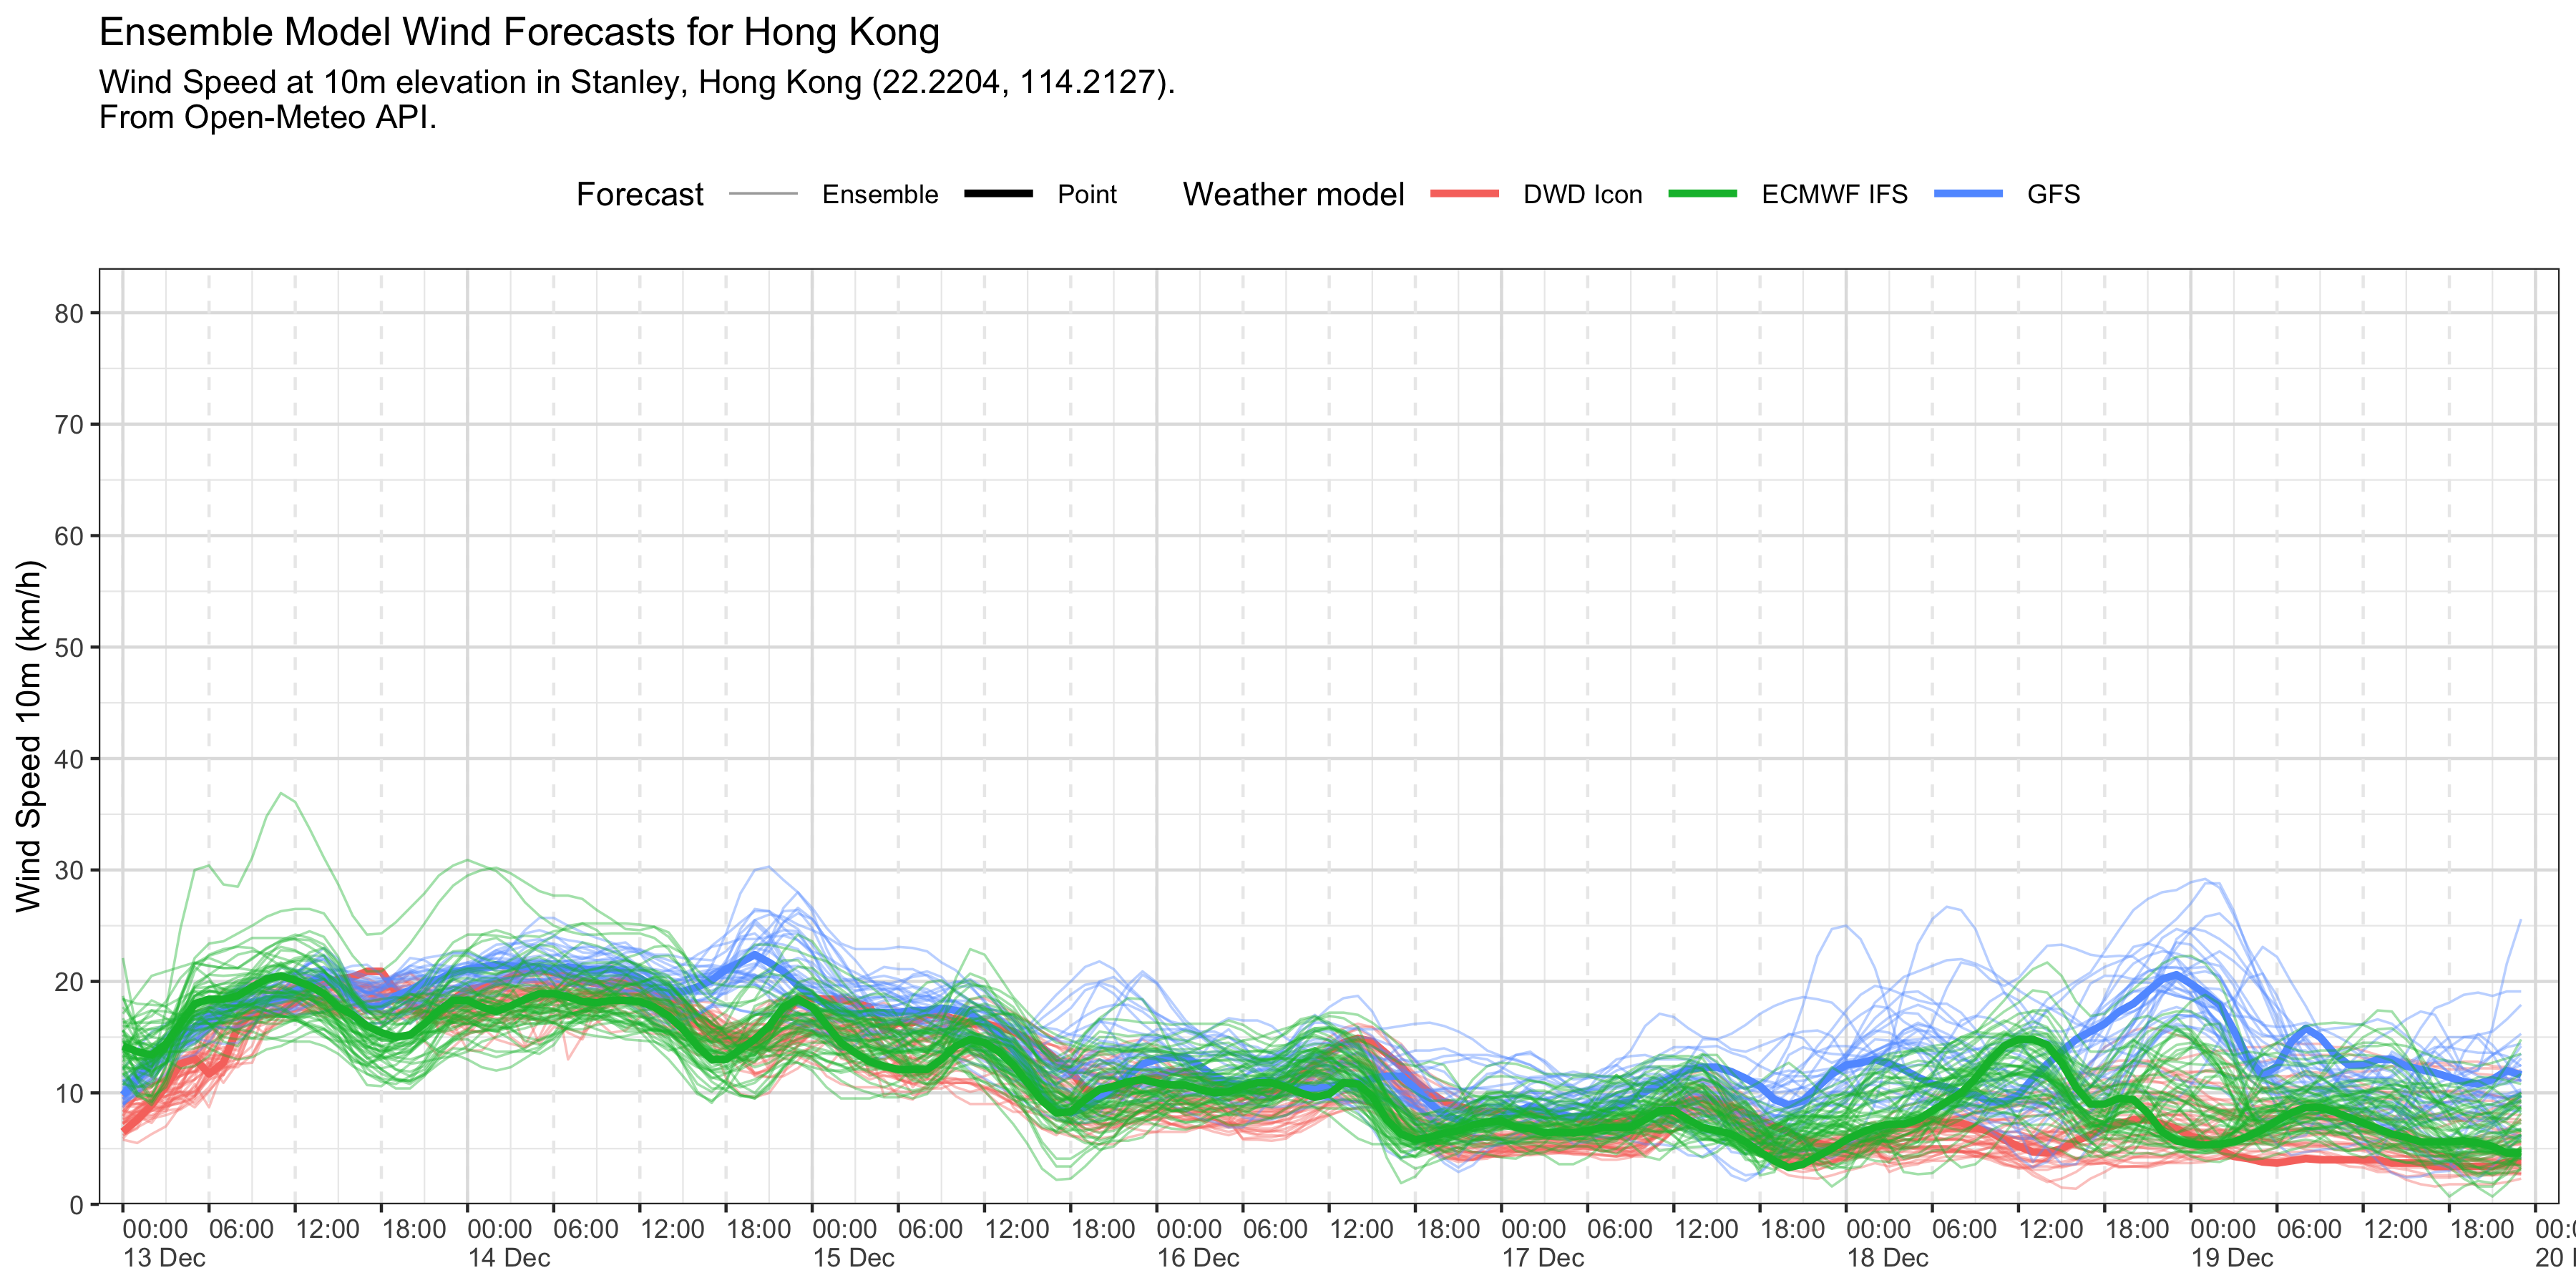 Ensemble Model Wind Forecasts for Hong Kong
Wind Speed at 10m elevation in Stanley, Hong Kong (22.2204, 114.2127).
From Open-Meteo API.
Forecast Ensemble Point Weather model DWD Icon ECMWF IFS GFS
Wind Speed 10m (km/h)
80
70
60
50
40
30
20
10
0
00:00 06:00 12:00 18:00 00:00 06:00 12:00 18:00 00:00 06:00 12:00 18:00 00:00 06:00 12:00 18:00 00:00 06:00 12:00 18:00 00:00 06:00 12:00 18:00 00:00 06:00 12:00 18:00
13 Dec 14 Dec 15 Dec 16 Dec 17 Dec 18 Dec 19 Dec 20